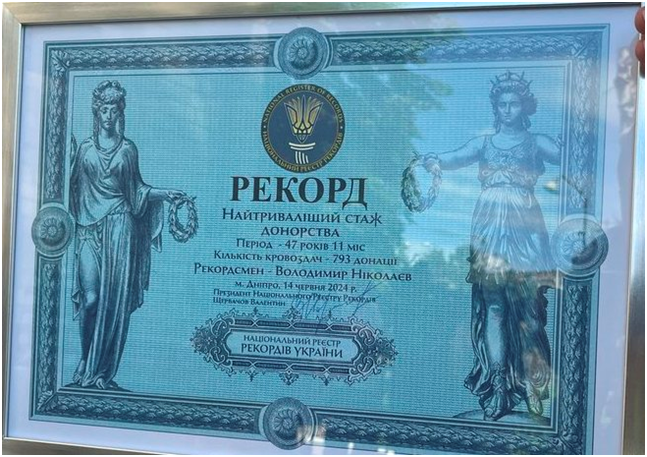 NATIONAL REGISTER OF RECORDS
НАЦІОНАЛЬНИЙ РЕЄСТР РЕКОРДІВ
РЕКОРД
Найтриваліший стаж
донорства
Період - 47 років 11 міс
Кількість кровоздач - 793 донації
Рекордсмен - Володимир Ніколаєв
м. Дніпро, 14 червня 2024 р.
Президент Національного Реєстру Рекордів
Щербачов Валентин
НАЦІОНАЛЬНИЙ РЕЄСТР
РЕКОРДІВ УКРАЇНИ